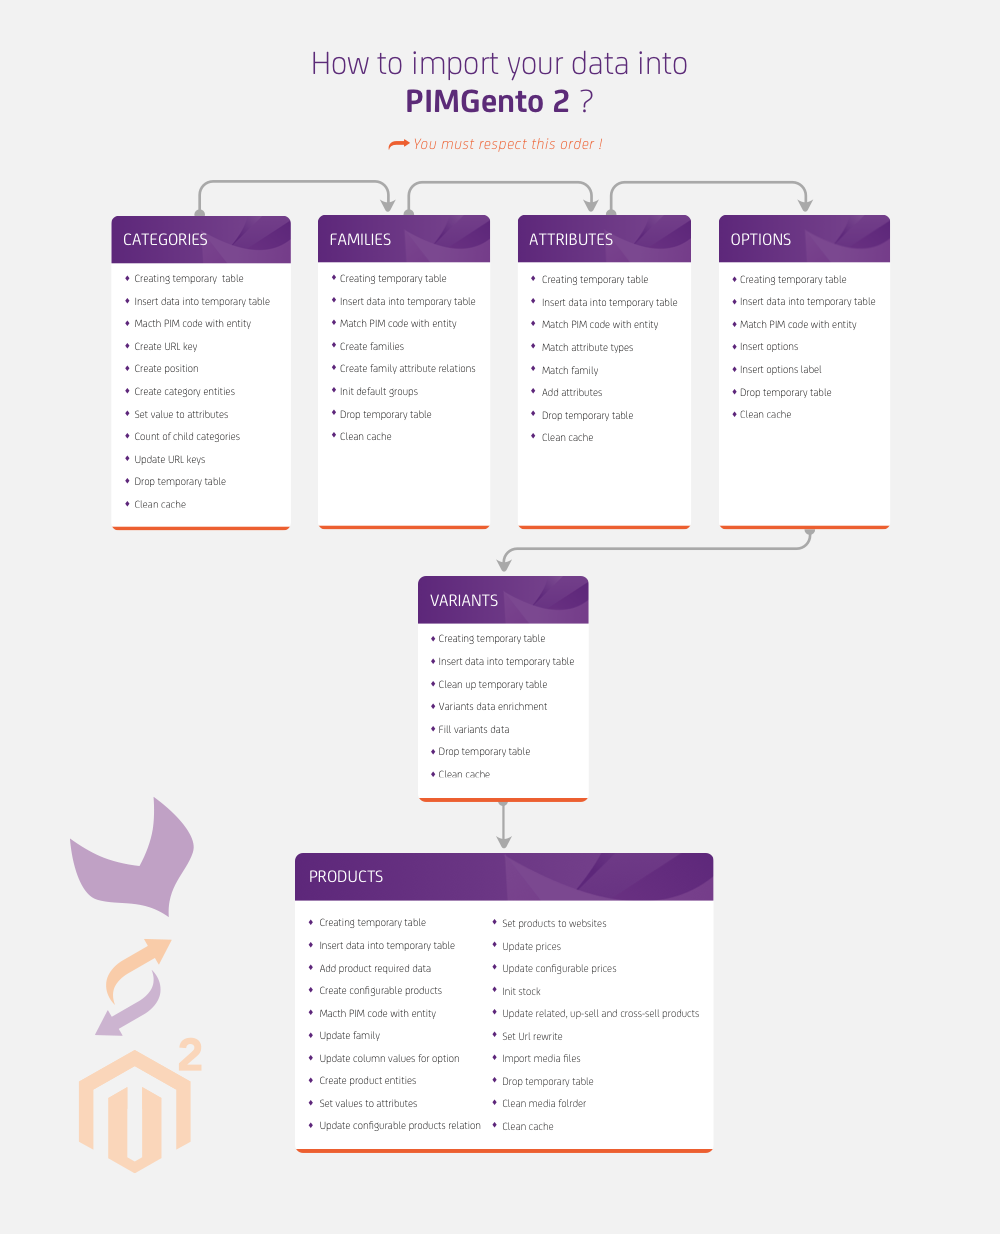 How to import your data into
PIMGento 2 ?
You must respect this order !
CATEGORIES
Creating temporary table
Insert data into temporary table
Macth PIM code with entity
Create URL key
Create position
Create category entities
Set value to attributes
Count of child categories
Update URL keys
Drop temporary table
Clean cache
FAMILIES
Creating temporary table
Insert data into temporary table
Match PIM code with entity
Create families
Create family attribute relations
Init default groups
Drop temporary table
Clean cache
ATTRIBUTES
Creating temporary table
Insert data into temporary table
Match PIM code with entity
Match attribute types
Match family
Add attributes
Drop temporary table
Clean cache
OPTIONS
Creating temporary table
Insert data into temporary table
Match PIM code with entity
Insert options
Insert options label
Drop temporary table
Clean cache
VARIANTS
Creating temporary table
Insert data into temporary table
Clean up temporary table
Variants data enrichment
Fill variants data
Drop temporary table
Clean cache
PRODUCTS
Creating temporary table
Insert data into temporary table
Add product required data
Create configurable products
Macth PIM code with entity
Update family
Update column values for option
Create product entities
Set values to attributes
Update configurable products relation
Set products to websites
Update prices
Update configurable prices
Init stock
Update related, up-sell and cross-sell products
Set Url rewrite
Import media files
Drop temporary table
Clean media folrder
Clean cache
2